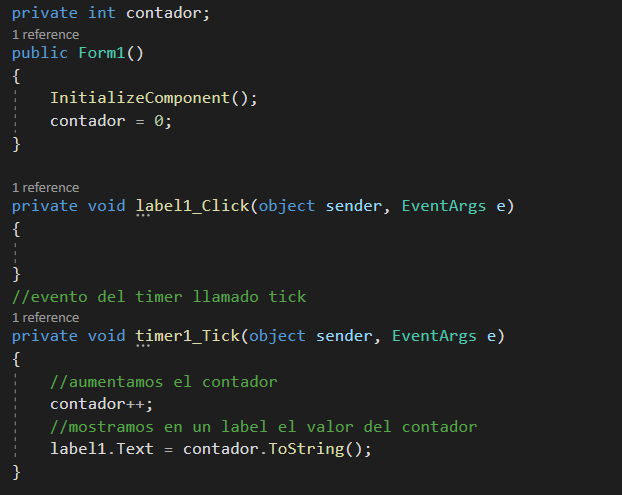 private int contador;
1 reference
public Form1()
{
InitializeComponent();
contador = 0;
}
1 reference
private void label1_Click(object sender, EventArgs e)
{
}
//evento del timer llamado tick
1 reference
private void timer1_Tick(object sender, EventArgs e)
{
//aumentamos el contador
contador++;
//mostramos en un label el valor del contador
label1.Text = contador.ToString();
}